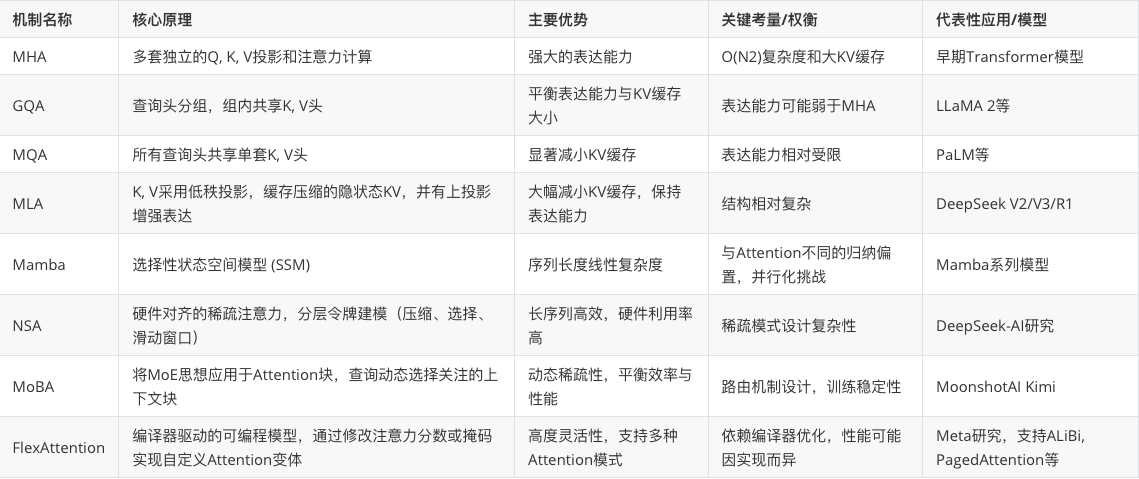 机制名称 核心原理 主要优势 关键考量/权衡 代表性应用/模型
MHA 多套独立的Q, K, V投影和注意力计算 强大的表达能力 O(N2)复杂度和大KV缓存 早期Transformer模型
GQA 查询头分组，组内共享K, V头 平衡表达能力与KV缓存
大小 表达能力可能弱于MHA LLaMA 2等
MQA 所有查询头共享单套K, V头 显著减小KV缓存 表达能力相对受限 PaLM等
MLA K, V采用低秩投影，缓存压缩的隐状态KV，并有上投影
增强表达 大幅减小KV缓存，保持
表达能力 结构相对复杂 DeepSeek V2/V3/R1
Mamba 选择性状态空间模型 (SSM) 序列长度线性复杂度 与Attention不同的归纳偏
置，并行化挑战 Mamba系列模型
NSA 硬件对齐的稀疏注意力，分层令牌建模（压缩、选择、
滑动窗口） 长序列高效，硬件利用率
高 稀疏模式设计复杂性 DeepSeek-AI研究
MoBA 将MoE思想应用于Attention块，查询动态选择关注的上
下文块 动态稀疏性，平衡效率与
性能 路由机制设计，训练稳定性 MoonshotAI Kimi
FlexAttention 编译器驱动的可编程模型，通过修改注意力分数或掩码
实现自定义Attention变体 高度灵活性，支持多种
Attention模式 依赖编译器优化，性能可能
因实现而异 Meta研究，支持ALiBi,
PagedAttention等